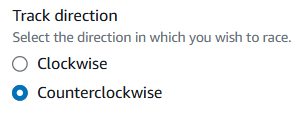 Track direction
Select the direction in which you wish to race.
Clockwise
Counterclockwise